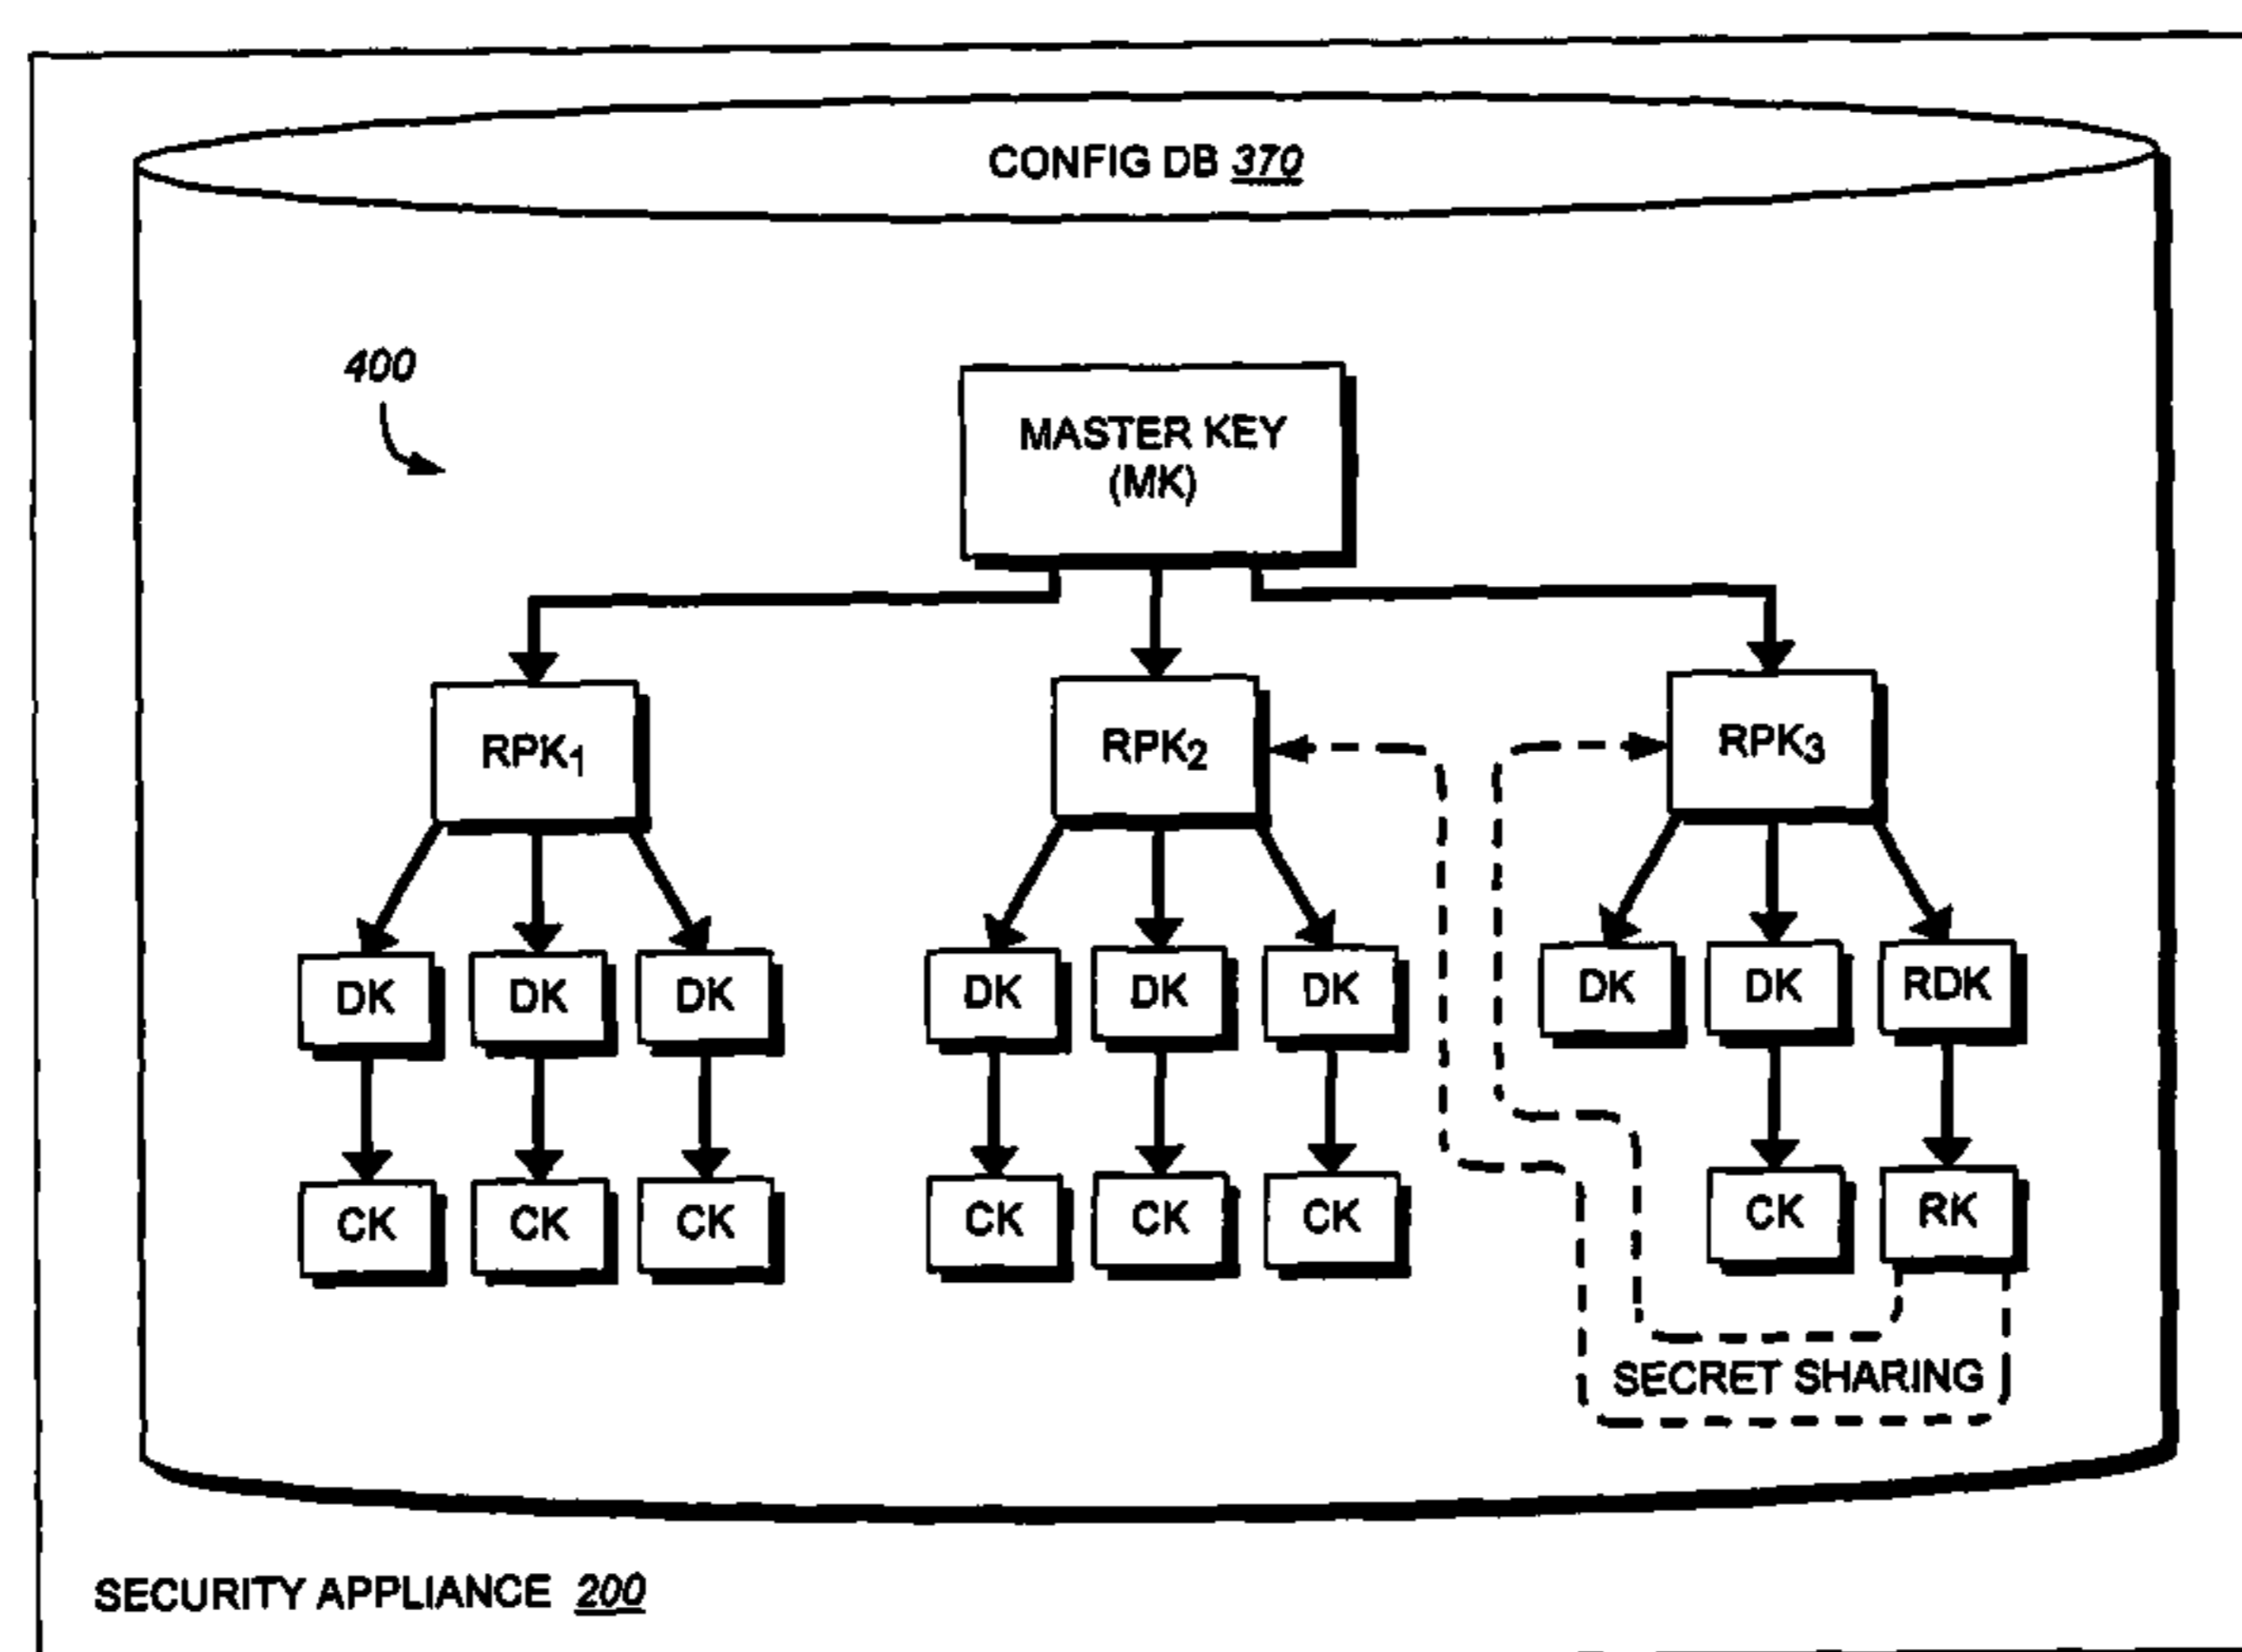 CONFIG DB 370
400
MASTER KEY
(MK)
RPK1 RPK2 RPK3
DK DK DK DK DK DK DK DK RDK
CK CK CK CK CK CK CK RK
SECRET SHARING
SECURITY APPLIANCE 200